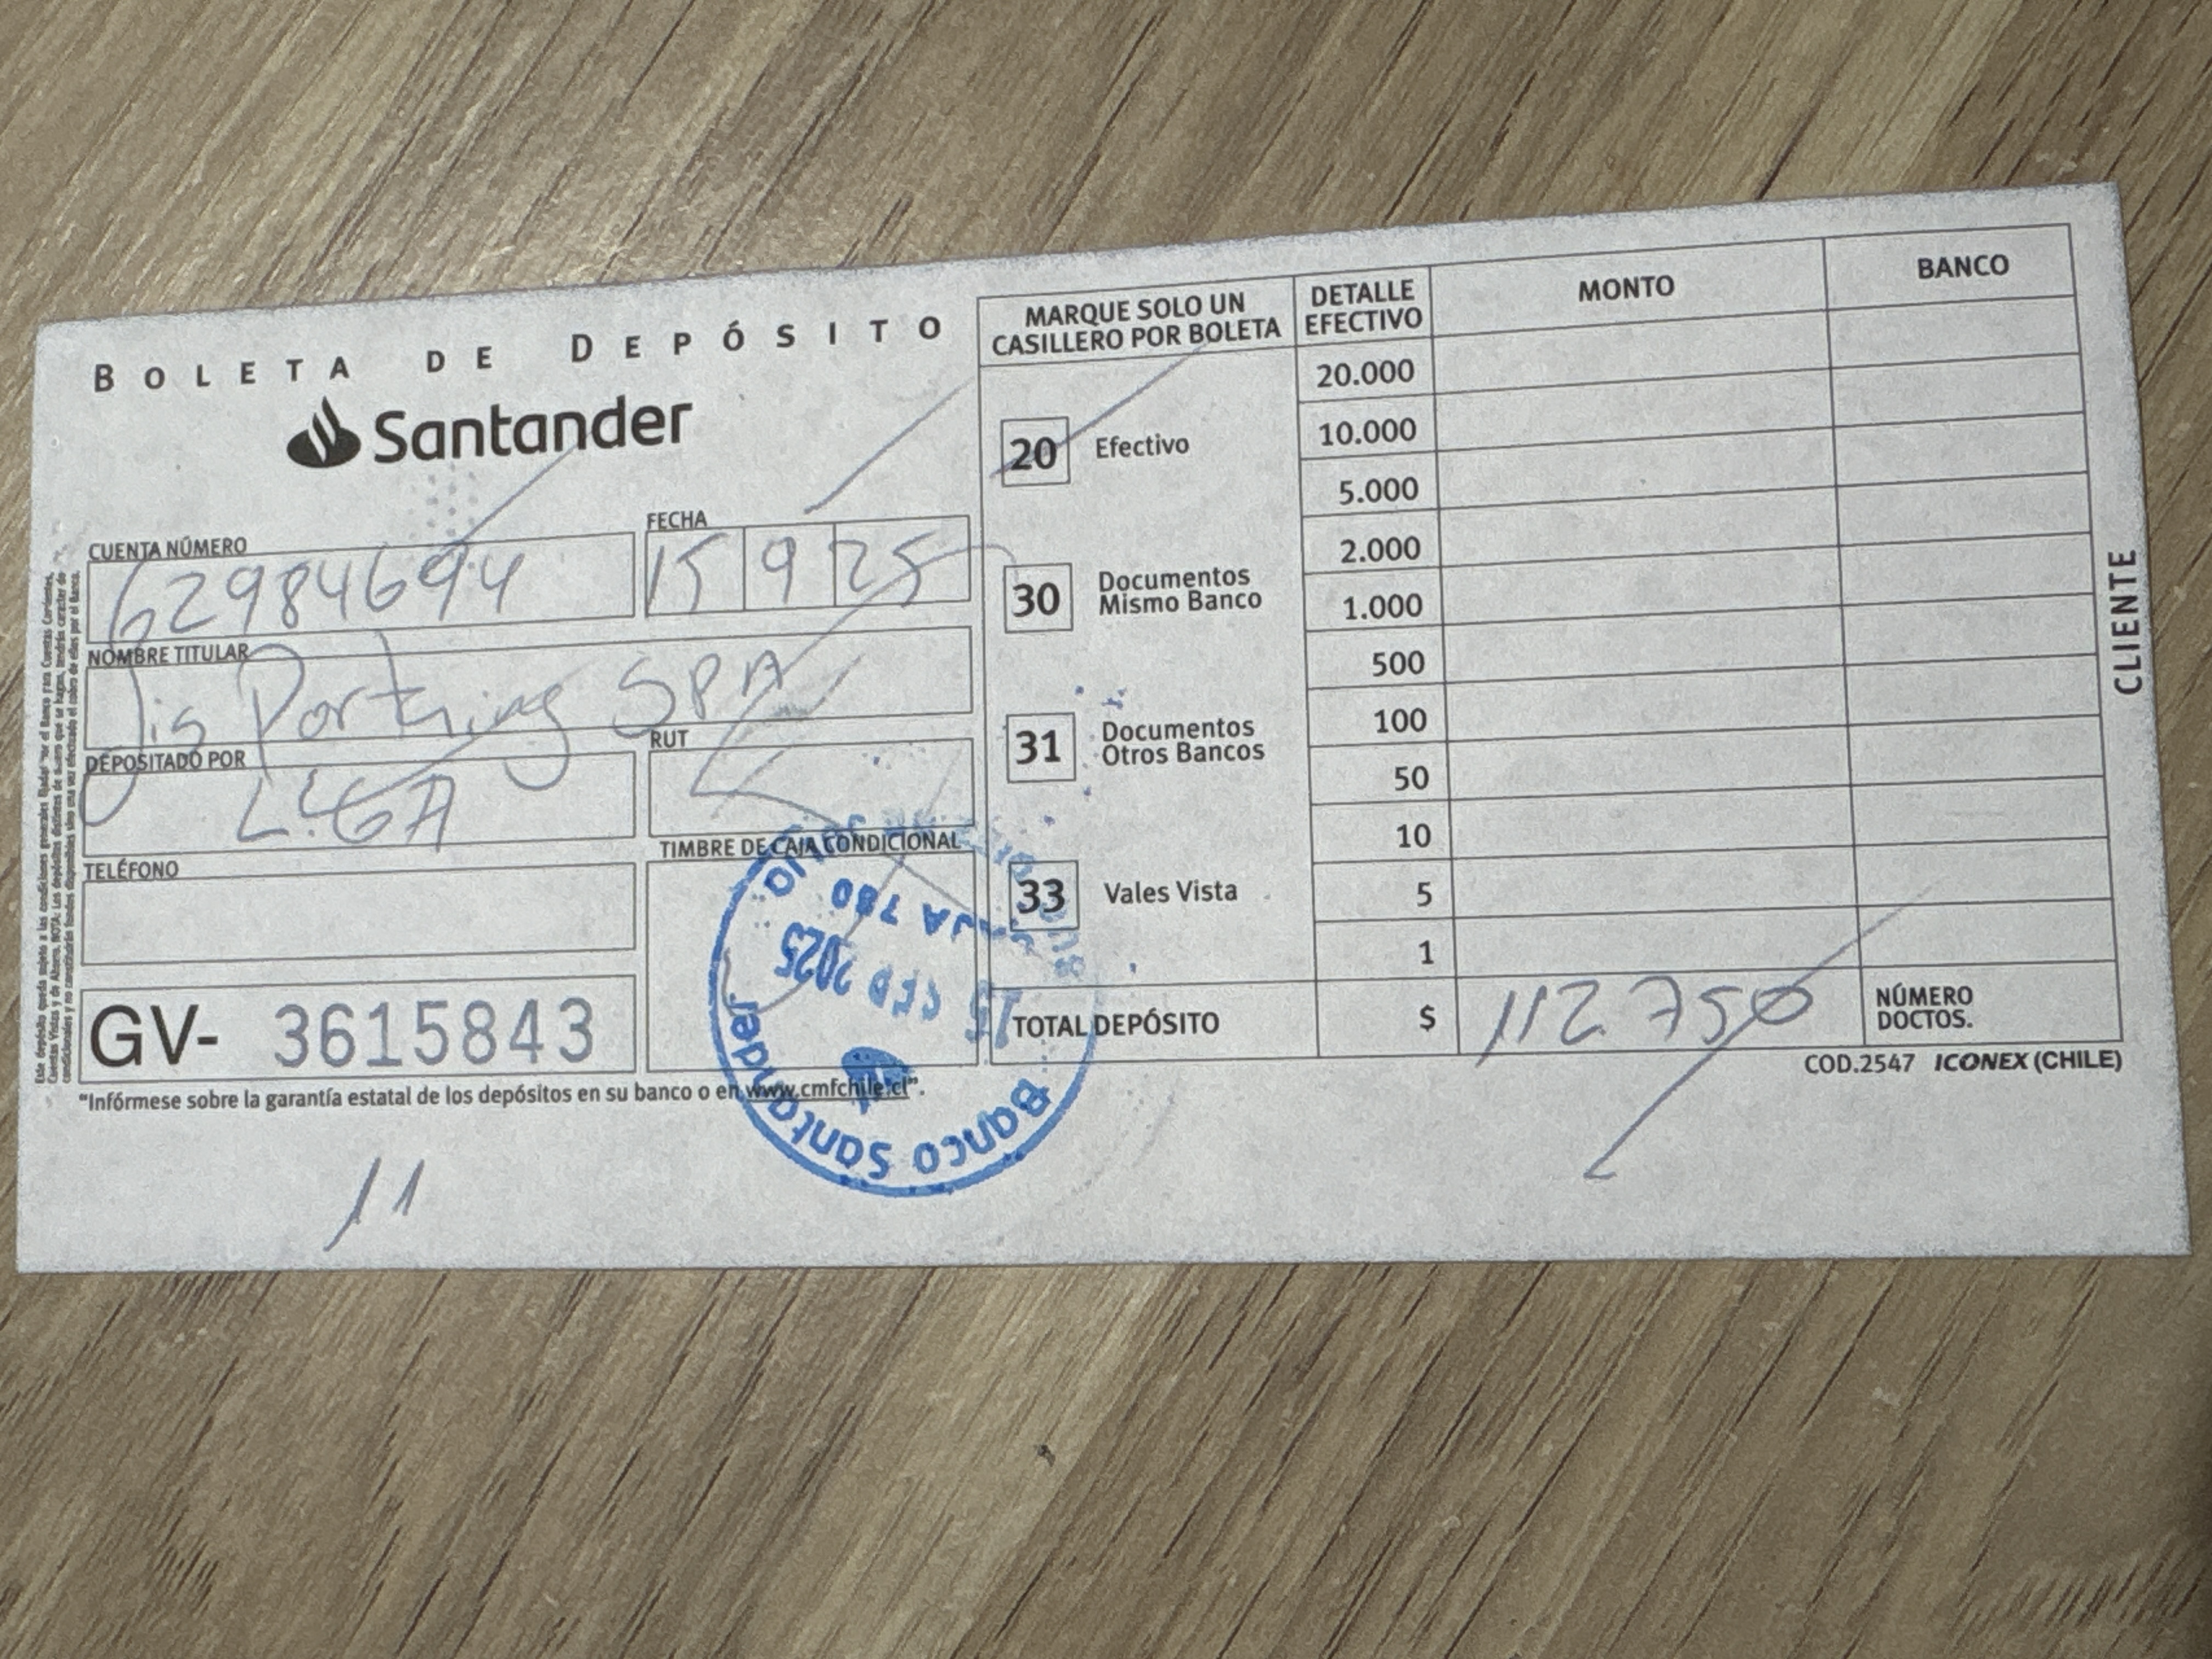 BOLETA DE DEPÓSITO
Santander
CUENTA NÚMERO
62984694
FECHA
15 9 25
NOMBRE TITULAR
SPA
DEPOSITADO POR
RUT
TELÉFONO
TIMBRE DE CAJA CONDICIONAL
GV- 3615843
"Infórmese sobre la garantía estatal de los depósitos en su banco o en www.cmfchile.cl".
11
MARQUE SOLO UN
CASILLERO POR BOLETA
20 Efectivo
30 Documentos
Mismo Banco
31 Documentos
Otros Bancos
33 Vales Vista
DETALLE
EFECTIVO
MONTO
BANCO
20.000
10.000
5.000
2.000
1.000
500
100
50
10
5
1
TOTAL DEPÓSITO $ 112.750
NÚMERO
DOCTOS.
COD.2547 ICONEX (CHILE)
CLIENTE
Banco Santander
2025
CAJA 780